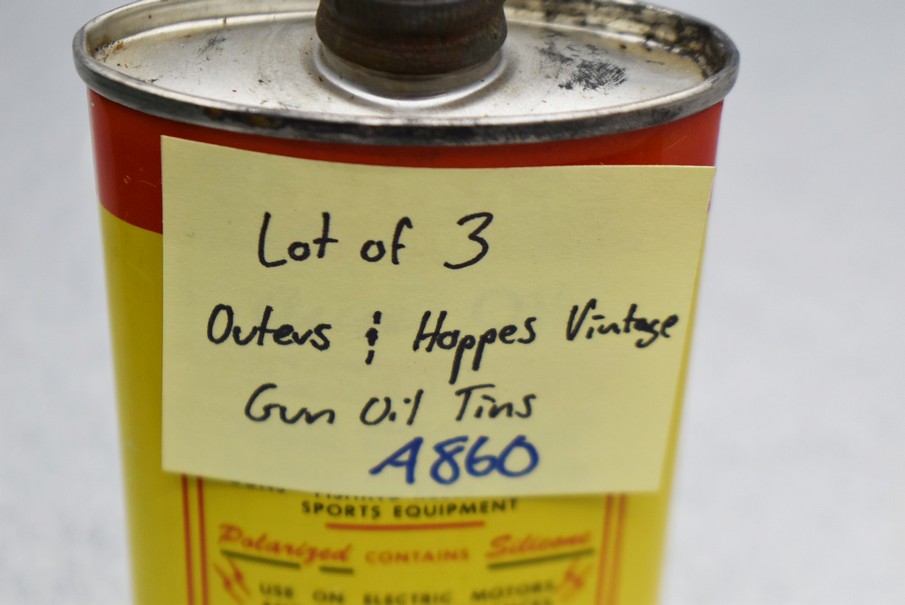 Lot of 3
Outers & Hoppes Vintage
Gun Oil Tins
A860
SPORTS EQUIPMENT
Polarized CONTAINS Silicone
USE ON ELECTRIC MOTORS,